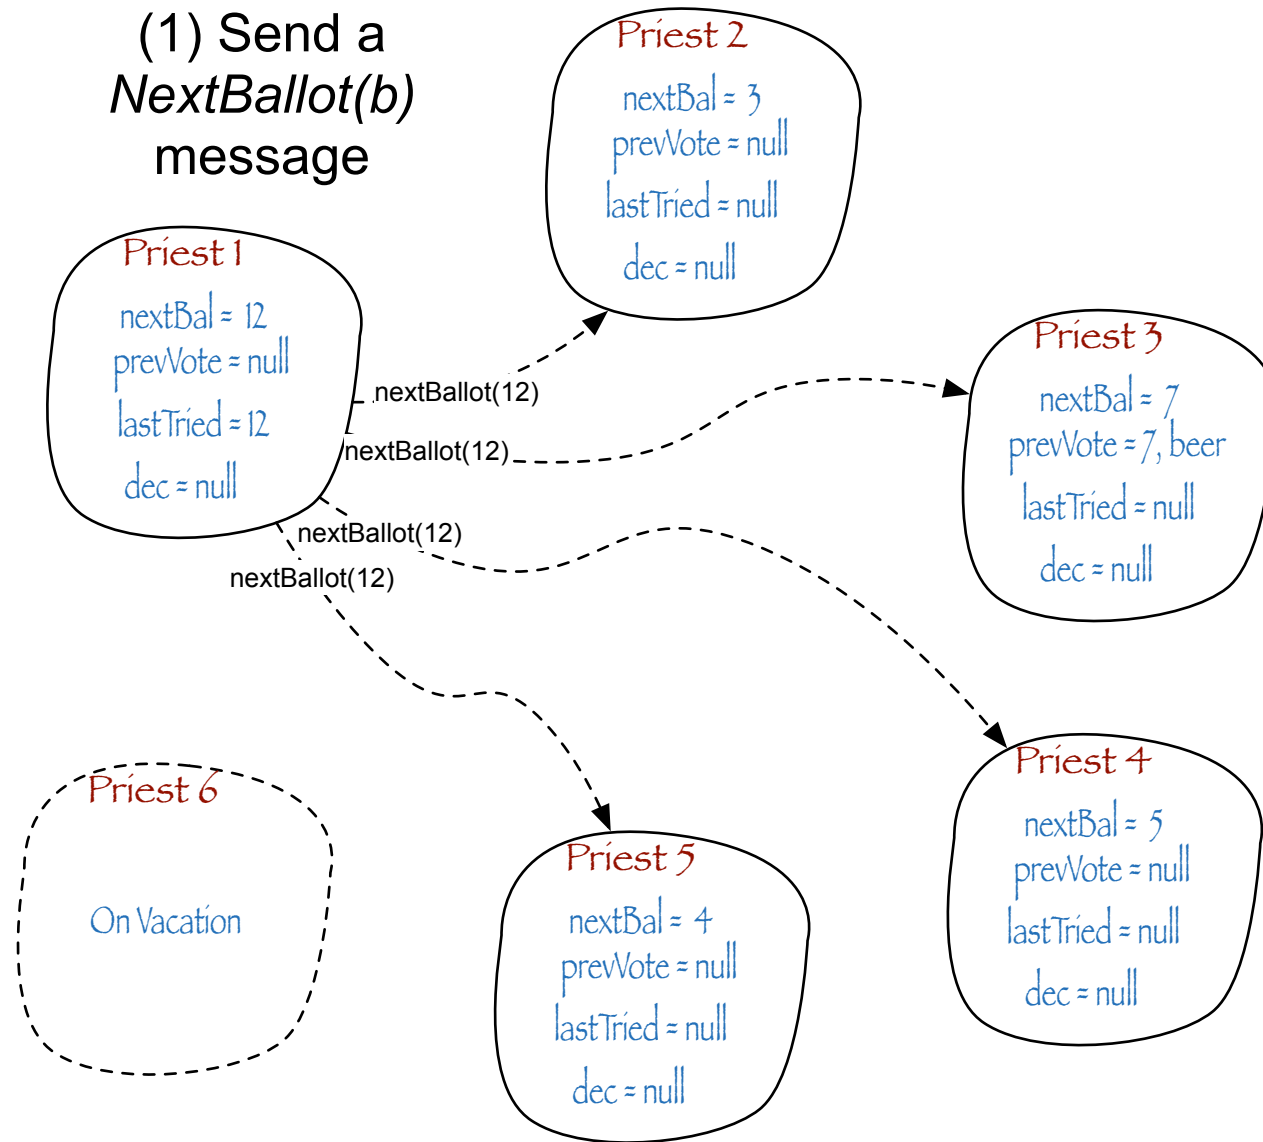 (1) Send a
NextBallot(b)
message
Priest 2
nextBal = 3
prevVote = null
lastTried = null
dec = null
Priest 1
nextBal = 12
prevVote = null
lastTried = 12
dec = null
nextBallot(12)
nextBallot(12)
nextBallot(12)
nextBallot(12)
Priest 3
nextBal = 7
prevVote = 7, beer
lastTried = null
dec = null
Priest 4
nextBal = 5
prevVote = null
lastTried = null
dec = null
Priest 6
On Vacation
Priest 5
nextBal = 4
prevVote = null
lastTried = null
dec = null